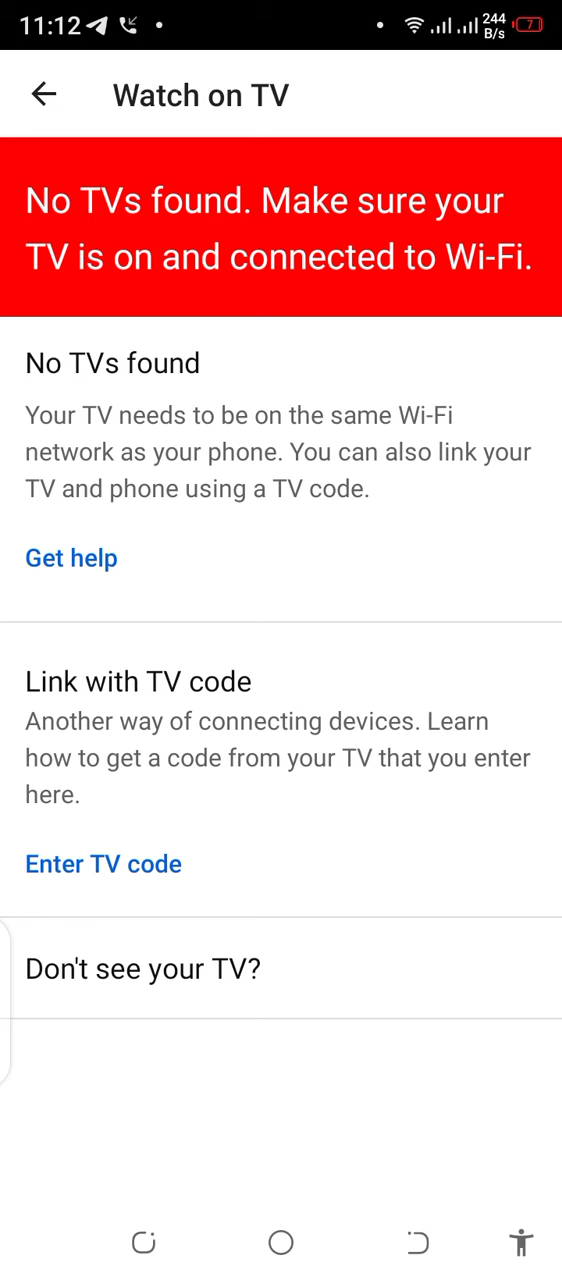 11:12
244
B/s
7
Watch on TV
No TVs found. Make sure your
TV is on and connected to Wi-Fi.
No TVs found
Your TV needs to be on the same Wi-Fi
network as your phone. You can also link your
TV and phone using a TV code.
Get help
Link with TV code
Another way of connecting devices. Learn
how to get a code from your TV that you enter
here.
Enter TV code
Don't see your TV?